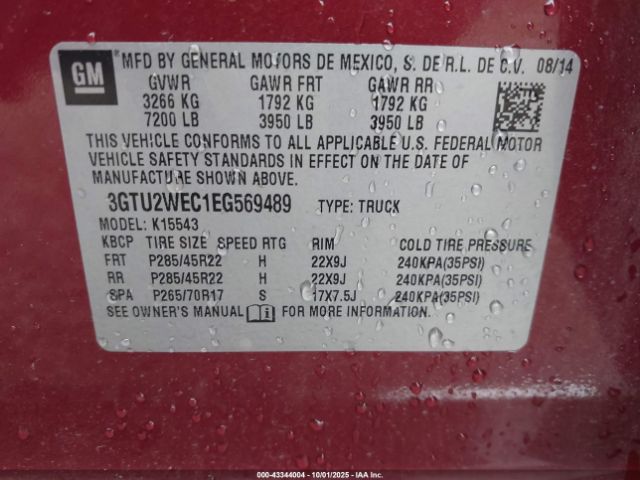 GM
MFD BY GENERAL MOTORS DE MEXICO, S. DE R.L. DE C.V. 08/14
GVWR GAWR FRT GAWR RR
3266 KG 1792 KG 1792 KG
7200 LB 3950 LB 3950 LB
THIS VEHICLE CONFORMS TO ALL APPLICABLE U.S. FEDERAL MOTOR
VEHICLE SAFETY STANDARDS IN EFFECT ON THE DATE OF
MANUFACTURE SHOWN ABOVE.
3GTU2WEC1EG569489 TYPE: TRUCK
MODEL: K15543
KBCP TIRE SIZE SPEED RTG RIM COLD TIRE PRESSURE
FRT P285/45R22 H 22X9J 240KPA(35PSI)
RR P285/45R22 H 22X9J 240KPA(35PSI)
SPA P265/70R17 S 17X7.5J 240KPA(35PSI)
SEE OWNER'S MANUAL FOR MORE INFORMATION.
000-43344004 - 10/01/2025 - IAAI.com